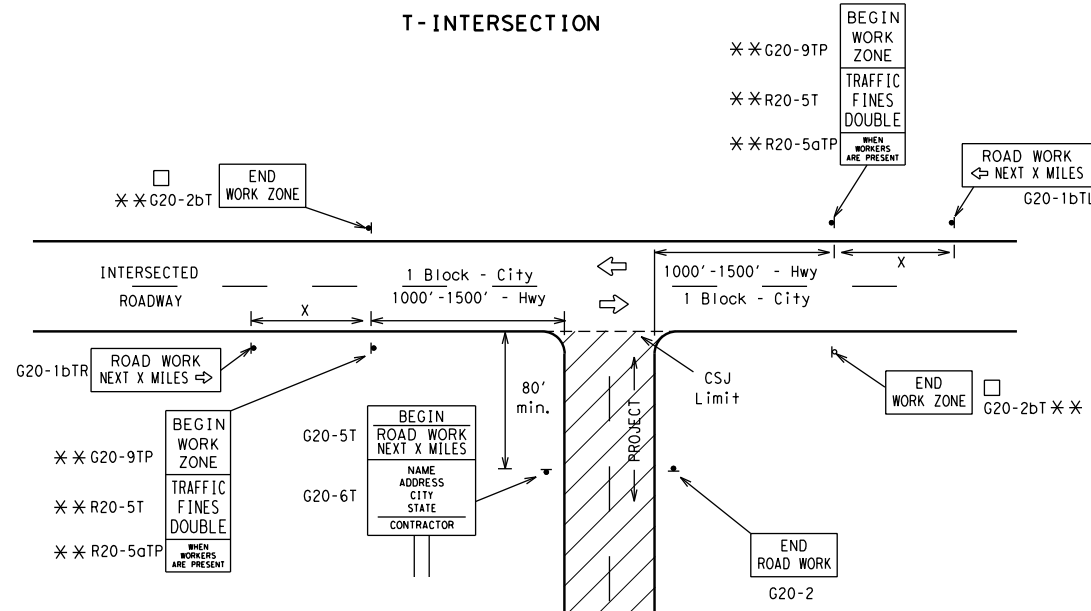 T-INTERSECTION
BEGIN
WORK
ZONE
TRAFFIC
FINES
DOUBLE
WHEN
WORKERS
ARE PRESENT
**G20-9TP
**R20-5T
**R20-5aTP
ROAD WORK
⇦ NEXT X MILES
G20-1bTL
□
**G20-2bT
END
WORK ZONE
INTERSECTED
ROADWAY
1 Block - City
1000'-1500' - Hwy
1000'-1500' - Hwy
1 Block - City
X
X
G20-1bTR
ROAD WORK
NEXT X MILES ⇨
80'
min.
CSJ
Limit
PROJECT
END
WORK ZONE
□
G20-2bT **
**G20-9TP
**R20-5T
**R20-5aTP
BEGIN
WORK
ZONE
TRAFFIC
FINES
DOUBLE
WHEN
WORKERS
ARE PRESENT
G20-5T
G20-6T
BEGIN
ROAD WORK
NEXT X MILES
NAME
ADDRESS
CITY
STATE
CONTRACTOR
END
ROAD WORK
G20-2